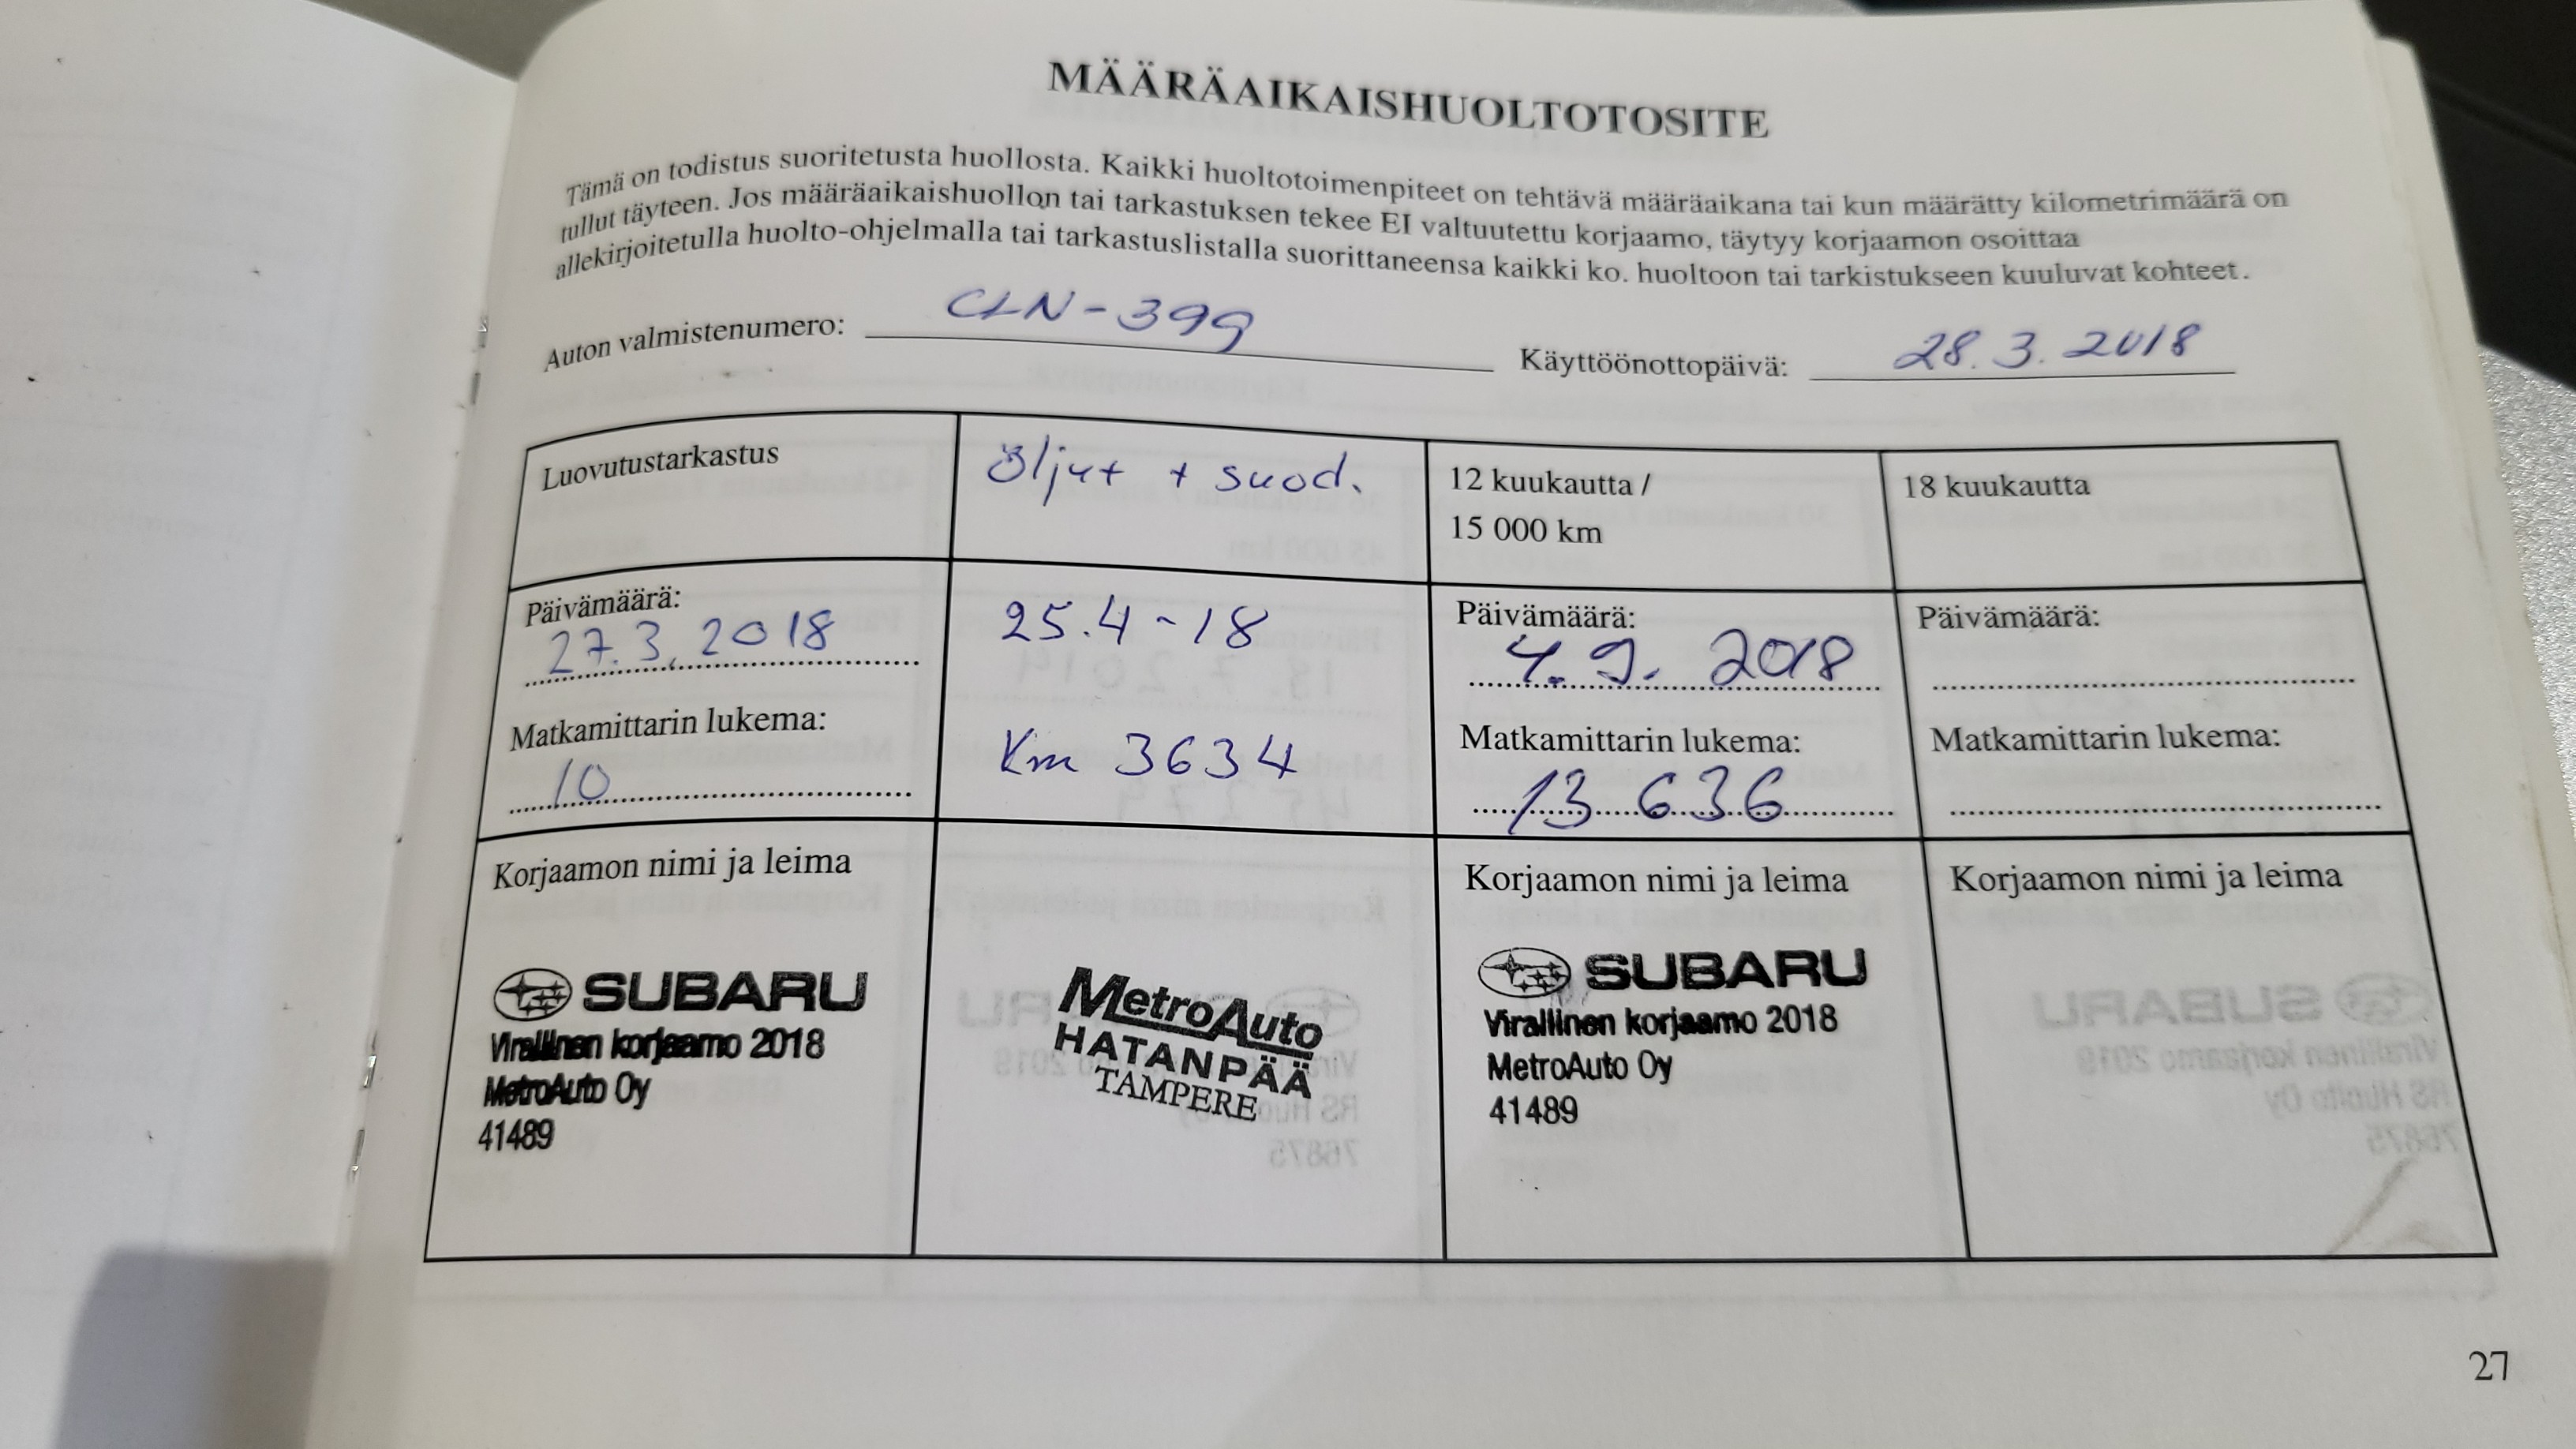 MÄÄRÄAIKAISHUOLTOTOSITE
Tämä on todistus suoritetusta huollosta. Kaikki huoltotoimenpiteet on tehtävä määräaikana tai kun määrätty kilometrimäärä on
tullut täyteen. Jos määräaikaishuollon tai tarkastuksen tekee EI valtuutettu korjaamo, täytyy korjaamon osoittaa
allekirjoitetulla huolto-ohjelmalla tai tarkastuslistalla suorittaneensa kaikki ko. huoltoon tai tarkistukseen kuuluvat kohteet.
Auton valmistenumero: CLN-399
Käyttöönottopäivä: 28.3.2018
Luovutustarkastus
Päivämäärä:
27.3.2018
Matkamittarin lukema:
10
Korjaamon nimi ja leima
SUBARU
Virallinen korjaamo 2018
MetroAuto Oy
41489
Öljyt + suod.
25.4-18
Km 3634
MetroAuto
HATANPÄÄ
TAMPERE
12 kuukautta /
15 000 km
Päivämäärä:
4.9.2018
Matkamittarin lukema:
13 636
Korjaamon nimi ja leima
SUBARU
Virallinen korjaamo 2018
MetroAuto Oy
41489
18 kuukautta
Päivämäärä:
Matkamittarin lukema:
Korjaamon nimi ja leima
27